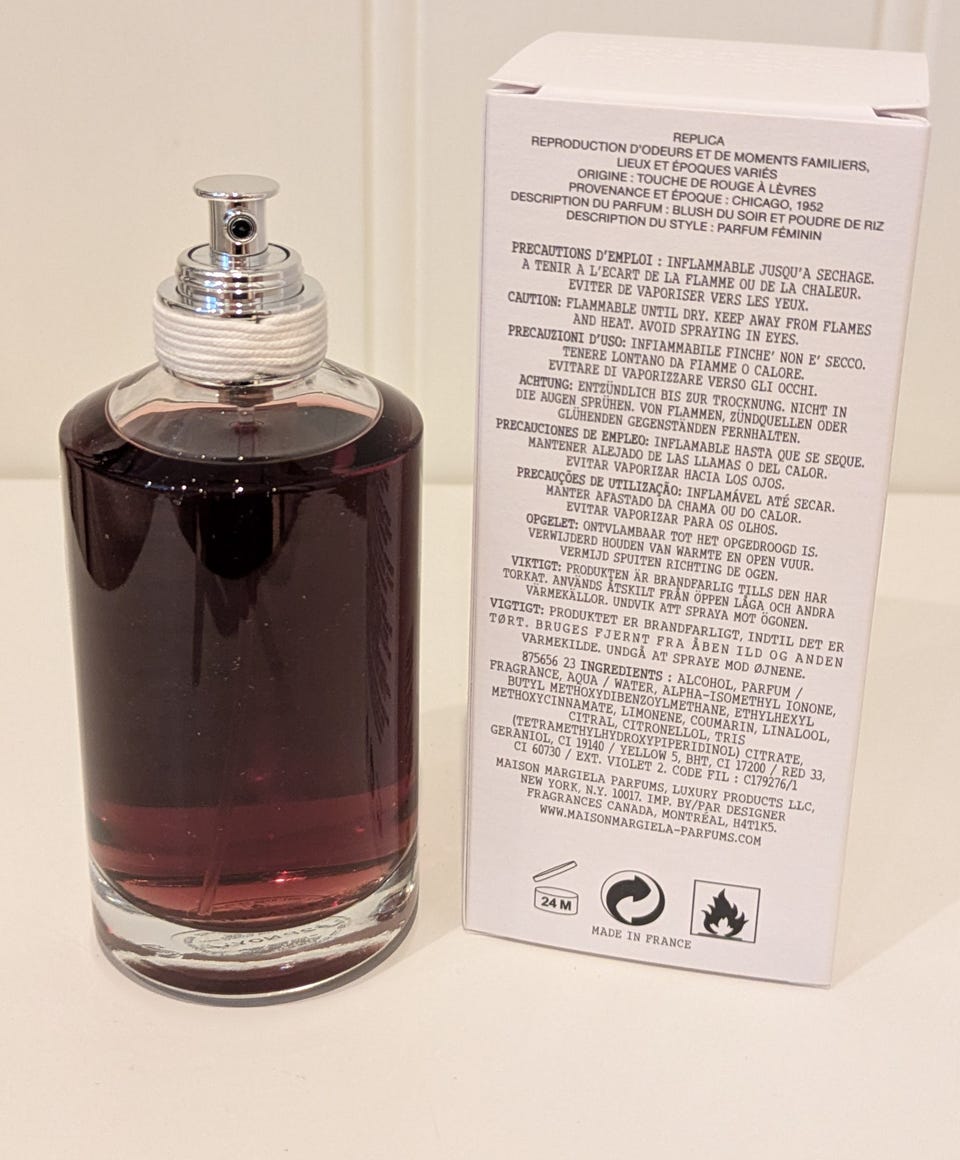 REPLICA
REPRODUCTION D'ODEURS ET DE MOMENTS FAMILIERS,
LIEUX ET ÉPOQUES VARIÉS
ORIGINE : TOUCHE DE ROUGE À LÈVRES
PROVENANCE ET ÉPOQUE : CHICAGO, 1952
DESCRIPTION DU PARFUM : BLUSH DU SOIR ET POUDRE DE RIZ
DESCRIPTION DU STYLE : PARFUM FÉMININ
PRECAUTIONS D'EMPLOI : INFLAMMABLE JUSQU'A SECHAGE.
A TENIR A L'ECART DE LA FLAMME OU DE LA CHALEUR.
EVITER DE VAPORISER VERS LES YEUX.
CAUTION: FLAMMABLE UNTIL DRY. KEEP AWAY FROM FLAMES
AND HEAT. AVOID SPRAYING IN EYES.
PRECAUZIONI D'USO: INFIAMMABILE FINCHE' NON E' SECCO.
TENERE LONTANO DA FIAMME O CALORE.
EVITARE DI VAPORIZZARE VERSO GLI OCCHI.
ACHTUNG: ENTZÜNDLICH BIS ZUR TROCKNUNG. NICHT IN
DIE AUGEN SPRÜHEN. VON FLAMMEN, ZÜNDQUELLEN ODER
GLÜHENDEN GEGENSTÄNDEN FERNHALTEN.
PRECAUCIONES DE EMPLEO: INFLAMABLE HASTA QUE SE SEQUE.
MANTENER ALEJADO DE LAS LLAMAS O DEL CALOR.
EVITAR VAPORIZAR HACIA LOS OJOS.
PRECAUÇÕES DE UTILIZAÇÃO: INFLAMÁVEL ATÉ SECAR.
MANTER AFASTADO DA CHAMA OU DO CALOR.
EVITAR VAPORIZAR PARA OS OLHOS.
OPGELET: ONTVLAMBAAR TOT HET OPGEDROOGD IS.
VERWIJDERD HOUDEN VAN WARMTE EN OPEN VUUR.
VERMIJD SPUITEN RICHTING DE OGEN.
VIKTIGT: PRODUKTEN ÄR BRANDFARLIG TILLS DEN HAR
TORKAT. ANVÄNDS ÅTSKILT FRÅN ÖPPEN LÅGA OCH ANDRA
VÄRMEKÄLLOR. UNDVIK ATT SPRAYA MOT ÖGONEN.
VIGTIGT: PRODUKTET ER BRANDFARLIGT, INDTIL DET ER
TØRT. BRUGES FJERNT FRA ÅBEN ILD OG ANDEN
VARMEKILDE. UNDGÅ AT SPRAYE MOD ØJNENE.
875656 23 INGREDIENTS : ALCOHOL, PARFUM /
FRAGRANCE, AQUA / WATER, ALPHA-ISOMETHYL IONONE,
BUTYL METHOXYDIBENZOYLMETHANE, ETHYLHEXYL
METHOXYCINNAMATE, LIMONENE, COUMARIN, LINALOOL,
CITRAL, CITRONELLOL, TRIS
(TETRAMETHYLHYDROXYPIPERIDINOL) CITRATE,
GERANIOL, CI 19140 / YELLOW 5, BHT, CI 17200 / RED 33,
CI 60730 / EXT. VIOLET 2. CODE FIL : C179276/1
MAISON MARGIELA PARFUMS, LUXURY PRODUCTS LLC,
NEW YORK, N.Y. 10017. IMP. BY/PAR DESIGNER
FRAGRANCES CANADA, MONTRÉAL, H4T1K5.
WWW.MAISONMARGIELA-PARFUMS.COM
24 M
MADE IN FRANCE